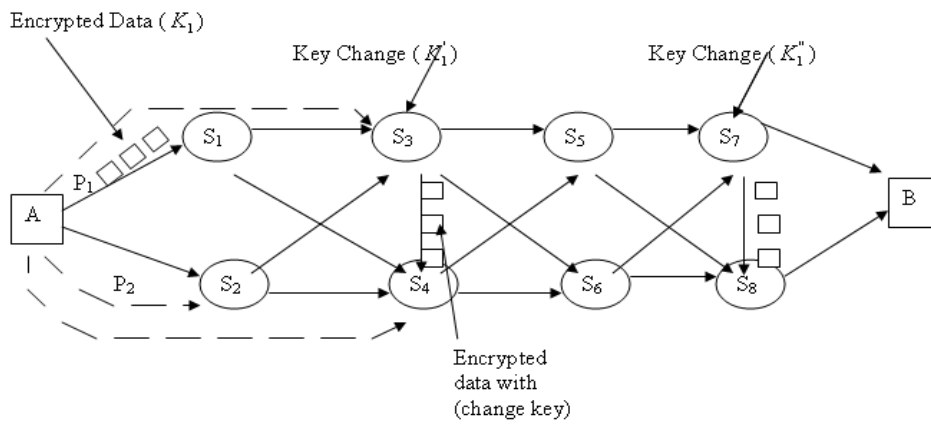 Encrypted Data ( K₁ )
Key Change ( K₁' )
Key Change ( K₁" )
S₁
S₃
S₅
S₇
P₁
A
B
P₂
S₂
S₄
S₆
S₈
Encrypted
data with
(change key)